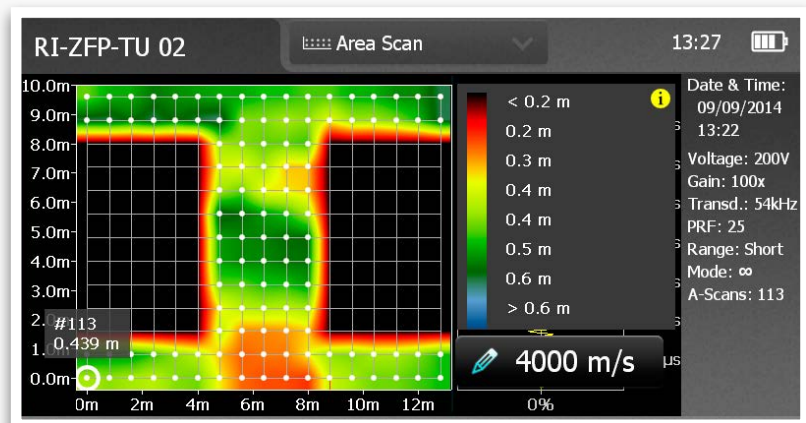 RI-ZFP-TU 02
Area Scan
13:27
10.0m
9.0m
8.0m
7.0m
6.0m
5.0m
4.0m
3.0m
2.
1.
0.0m
#113
0.439 m
0m 2m 4m 6m 8m 10m 12m
< 0.2 m
0.2 m
0.3 m
0.4 m
0.4 m
0.5 m
0.6 m
> 0.6 m
i
4000 m/s
µs
0%
Date & Time:
09/09/2014
13:22
Voltage: 200V
Gain: 100x
Transd.: 54kHz
PRF: 25
Range: Short
Mode: ∞
A-Scans: 113